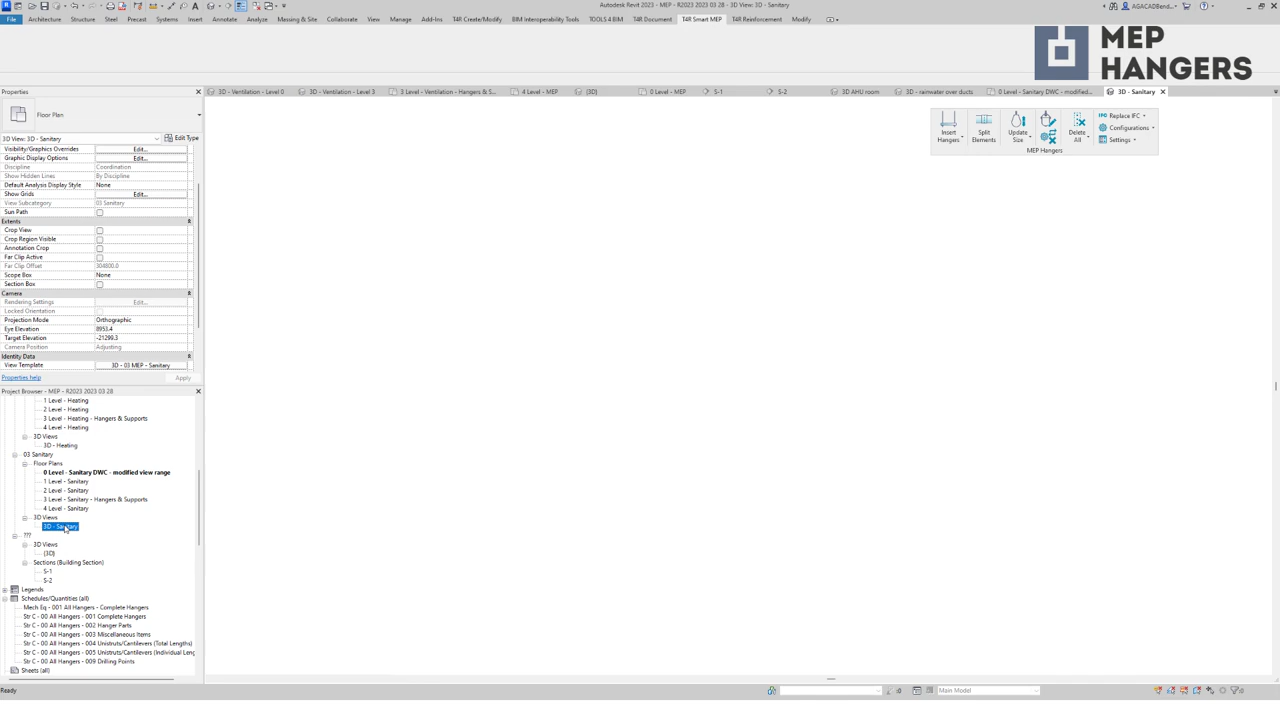 Autodesk Revit 2023 - MEP - R2023 2023 03 28 - 3D View: 3D - Sanitary
AGACADBend...
File Architecture Structure Steel Precast Systems Insert Annotate Analyze Massing & Site Collaborate View Manage Add-Ins T4R Create/Modify BIM Interoperability Tools TOOLS 4 BIM T4R Document T4R Smart MEP T4R Reinforcement Modify
MEP
HANGERS
Properties
3D - Ventilation - Level 0 3D - Ventilation - Level 3 3 Level - Ventilation - Hangers & S... 4 Level - MEP {3D} 0 Level - MEP S-1 S-2 3D AHU room 3D - rainwater over ducts 0 Level - Sanitary DWC - modified... 3D - Sanitary
Floor Plan
Insert Hangers
Split Elements
Update Size
Delete All
Replace IFC
Configurations
Settings
MEP Hangers
3D View: 3D - Sanitary Edit Type
Visibility/Graphics Overrides Edit...
Graphic Display Options Edit...
Discipline Coordination
Show Hidden Lines By Discipline
Default Analysis Display Style None
Show Grids Edit...
View Subcategory 03 Sanitary
Sun Path
Extents
Crop View
Crop Region Visible
Annotation Crop
Far Clip Active
Far Clip Offset 304800.0
Scope Box None
Section Box
Camera
Rendering Settings Edit...
Locked Orientation
Projection Mode Orthographic
Eye Elevation 8953.4
Target Elevation -21299.3
Camera Position Adjusting
Identity Data
View Template 3D - 03 MEP - Sanitary
Properties help Apply
Project Browser - MEP - R2023 2023 03 28
1 Level - Heating
2 Level - Heating
3 Level - Heating - Hangers & Supports
4 Level - Heating
3D Views
3D - Heating
03 Sanitary
Floor Plans
0 Level - Sanitary DWC - modified view range
1 Level - Sanitary
2 Level - Sanitary
3 Level - Sanitary - Hangers & Supports
4 Level - Sanitary
3D Views
3D - Sanitary
???
3D Views
{3D}
Sections (Building Section)
S-1
S-2
Legends
Schedules/Quantities (all)
Mech Eq - 001 All Hangers - Complete Hangers
Str C - 00 All Hangers - 001 Complete Hangers
Str C - 00 All Hangers - 002 Hanger Parts
Str C - 00 All Hangers - 003 Miscellaneous Items
Str C - 00 All Hangers - 004 Unistruts/Cantilevers (Total Lengths)
Str C - 00 All Hangers - 005 Unistruts/Cantilevers (Individual Leng
Str C - 00 All Hangers - 009 Drilling Points
Sheets (all)
Ready :0 Main Model :0